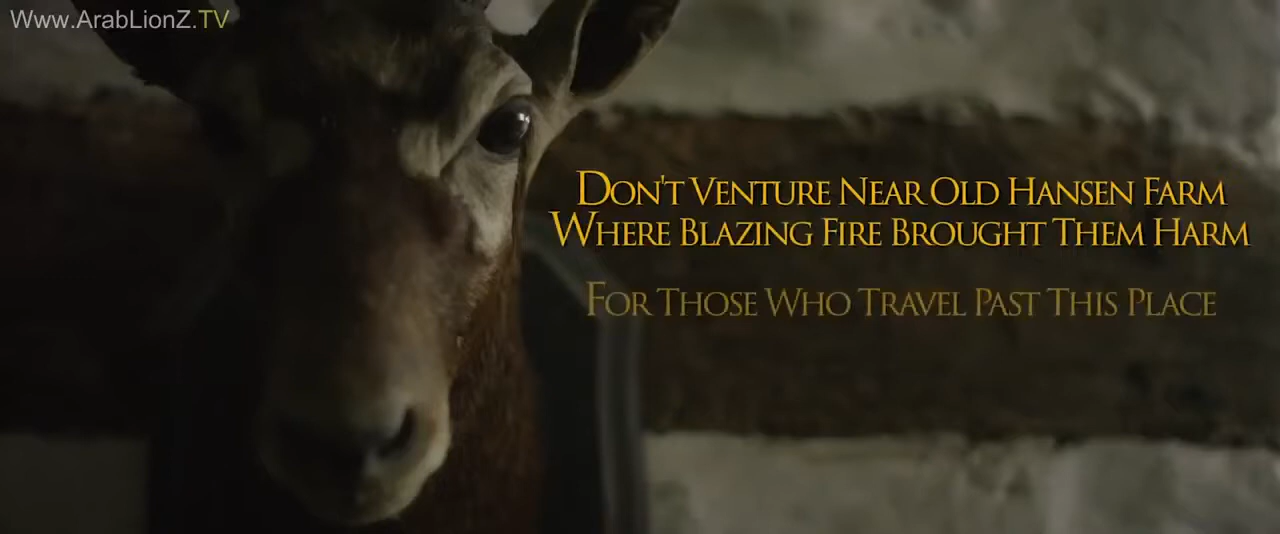 Www.ArabLionZ.TV
Don't Venture Near Old Hansen Farm
Where Blazing Fire Brought Them Harm
For Those Who Travel Past This Place